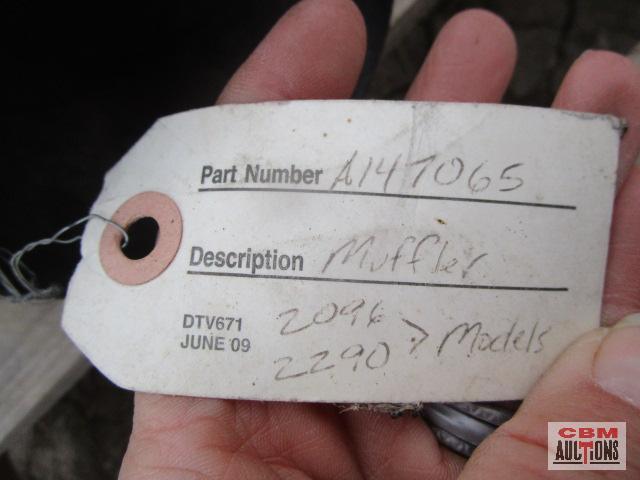 Part Number A147065
Description Muffler
DTV671
JUNE '09
2096
2290 > Models
CBM
AUCTIONS